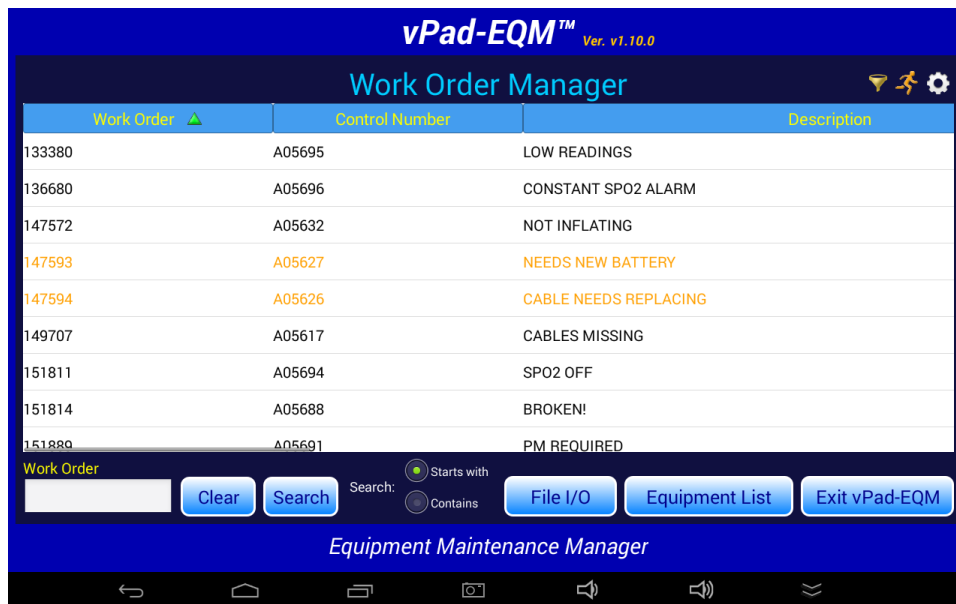 vPad-EQM™ Ver. v1.10.0
Work Order Manager
Work Order Control Number Description
133380 A05695 LOW READINGS
136680 A05696 CONSTANT SPO2 ALARM
147572 A05632 NOT INFLATING
147593 A05627 NEEDS NEW BATTERY
147594 A05626 CABLE NEEDS REPLACING
149707 A05617 CABLES MISSING
151811 A05694 SPO2 OFF
151814 A05688 BROKEN!
151889 A05691 PM REQUIRED
Work Order
Clear Search Search: Starts with
Contains
File I/O Equipment List Exit vPad-EQM
Equipment Maintenance Manager